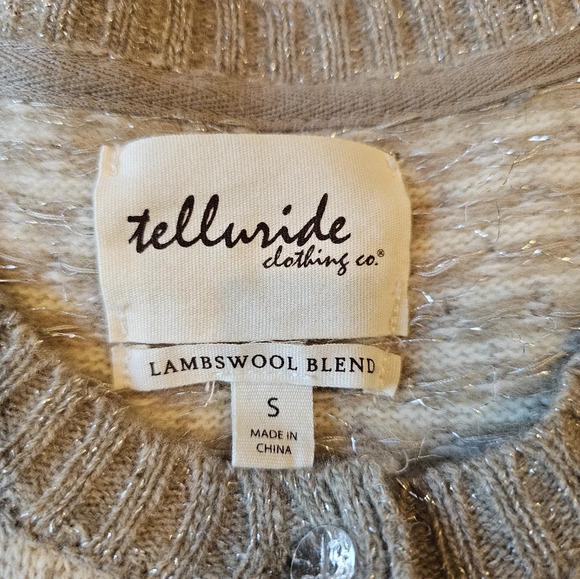 telluride
clothing co.®
LAMBSWOOL BLEND
S
MADE IN
CHINA